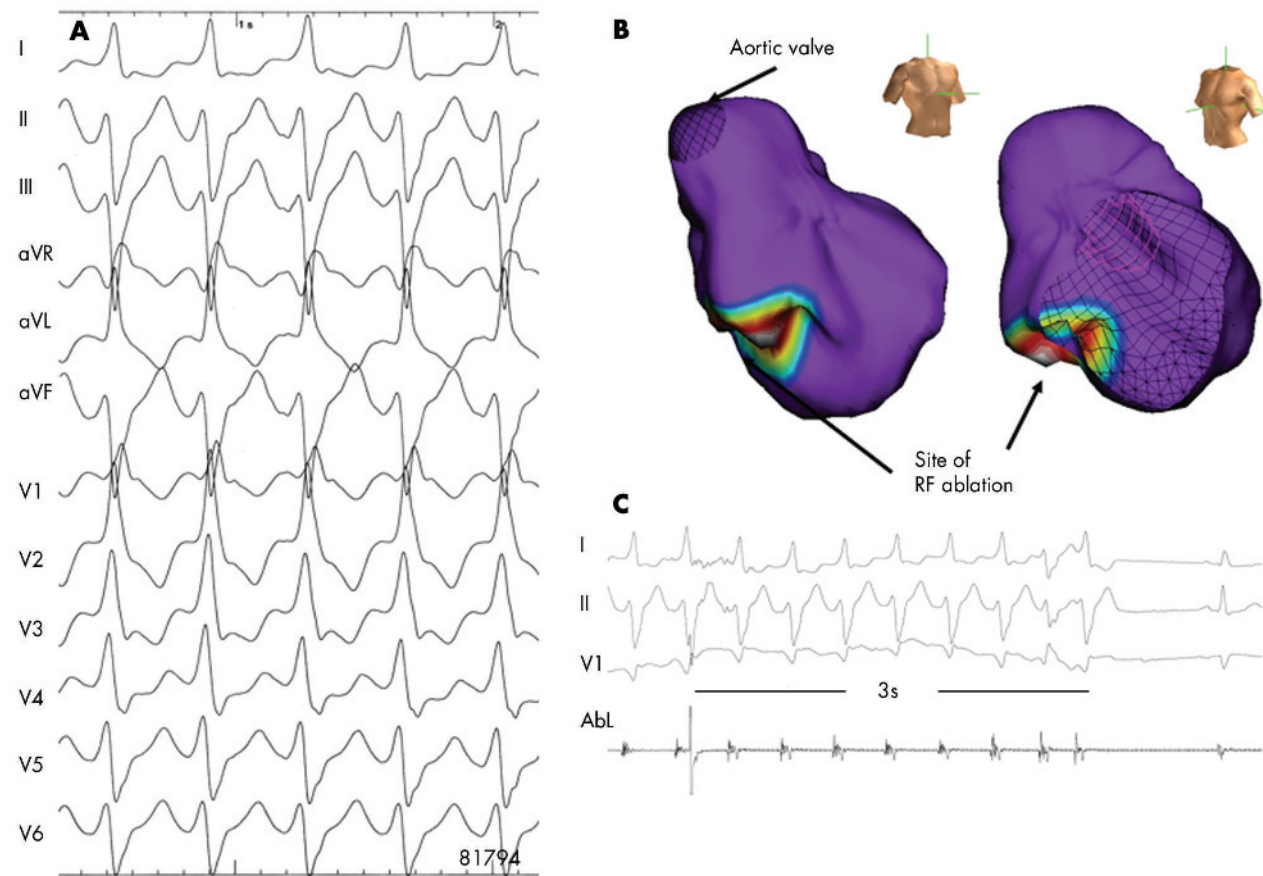 A
1s
2
I
II
III
aVR
aVL
aVF
V1
V2
V3
V4
V5
V6
81794
B
Aortic valve
Site of
RF ablation
C
I
II
V1
3s
AbL